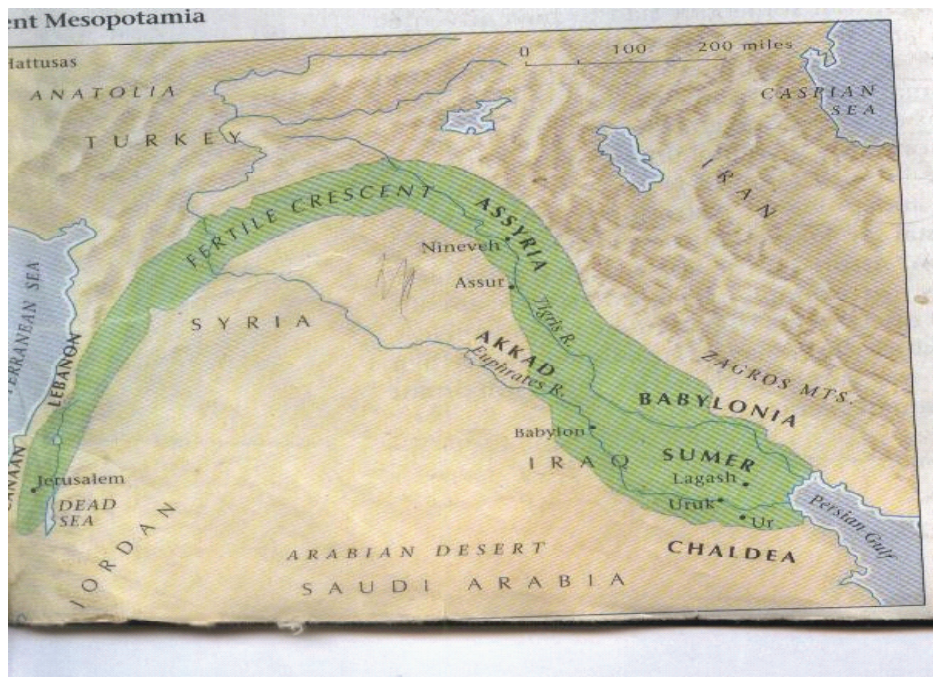 ent Mesopotamia
Hattusas
0 100 200 miles
ANATOLIA
CASPIAN
SEA
TURKEY
IRAN
FERTILE CRESCENT
ASSYRIA
Nineveh
Assur
TERRANEAN SEA
LEBANON
SYRIA
Tigris R.
AKKAD
Euphrates R.
ZAGROS MTS.
BABYLONIA
Babylon
IRAQ
SUMER
Lagash
CANAAN
Jerusalem
DEAD
SEA
Uruk
Ur
Persian Gulf
JORDAN
ARABIAN DESERT
CHALDEA
SAUDI ARABIA